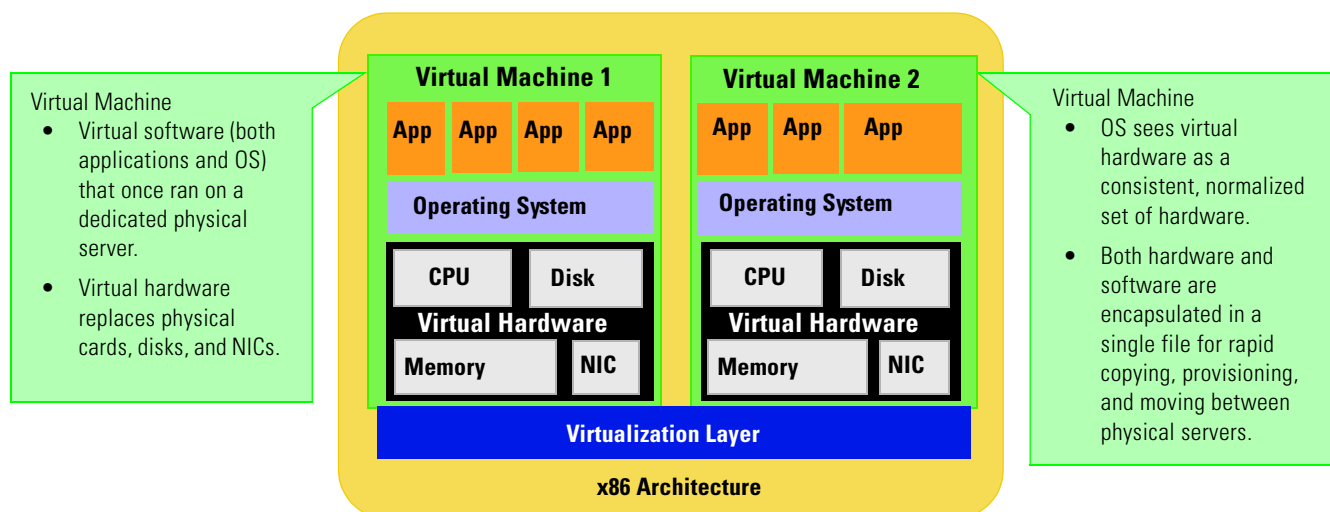 Virtual Machine
• Virtual software (both
applications and OS)
that once ran on a
dedicated physical
server.
• Virtual hardware
replaces physical
cards, disks, and NICs.
Virtual Machine 1
App App App App
Operating System
CPU Disk
Virtual Hardware
Memory NIC
Virtual Machine 2
App App App
Operating System
CPU Disk
Virtual Hardware
Memory NIC
Virtualization Layer
x86 Architecture
Virtual Machine
• OS sees virtual
hardware as a
consistent, normalized
set of hardware.
• Both hardware and
software are
encapsulated in a
single file for rapid
copying, provisioning,
and moving between
physical servers.